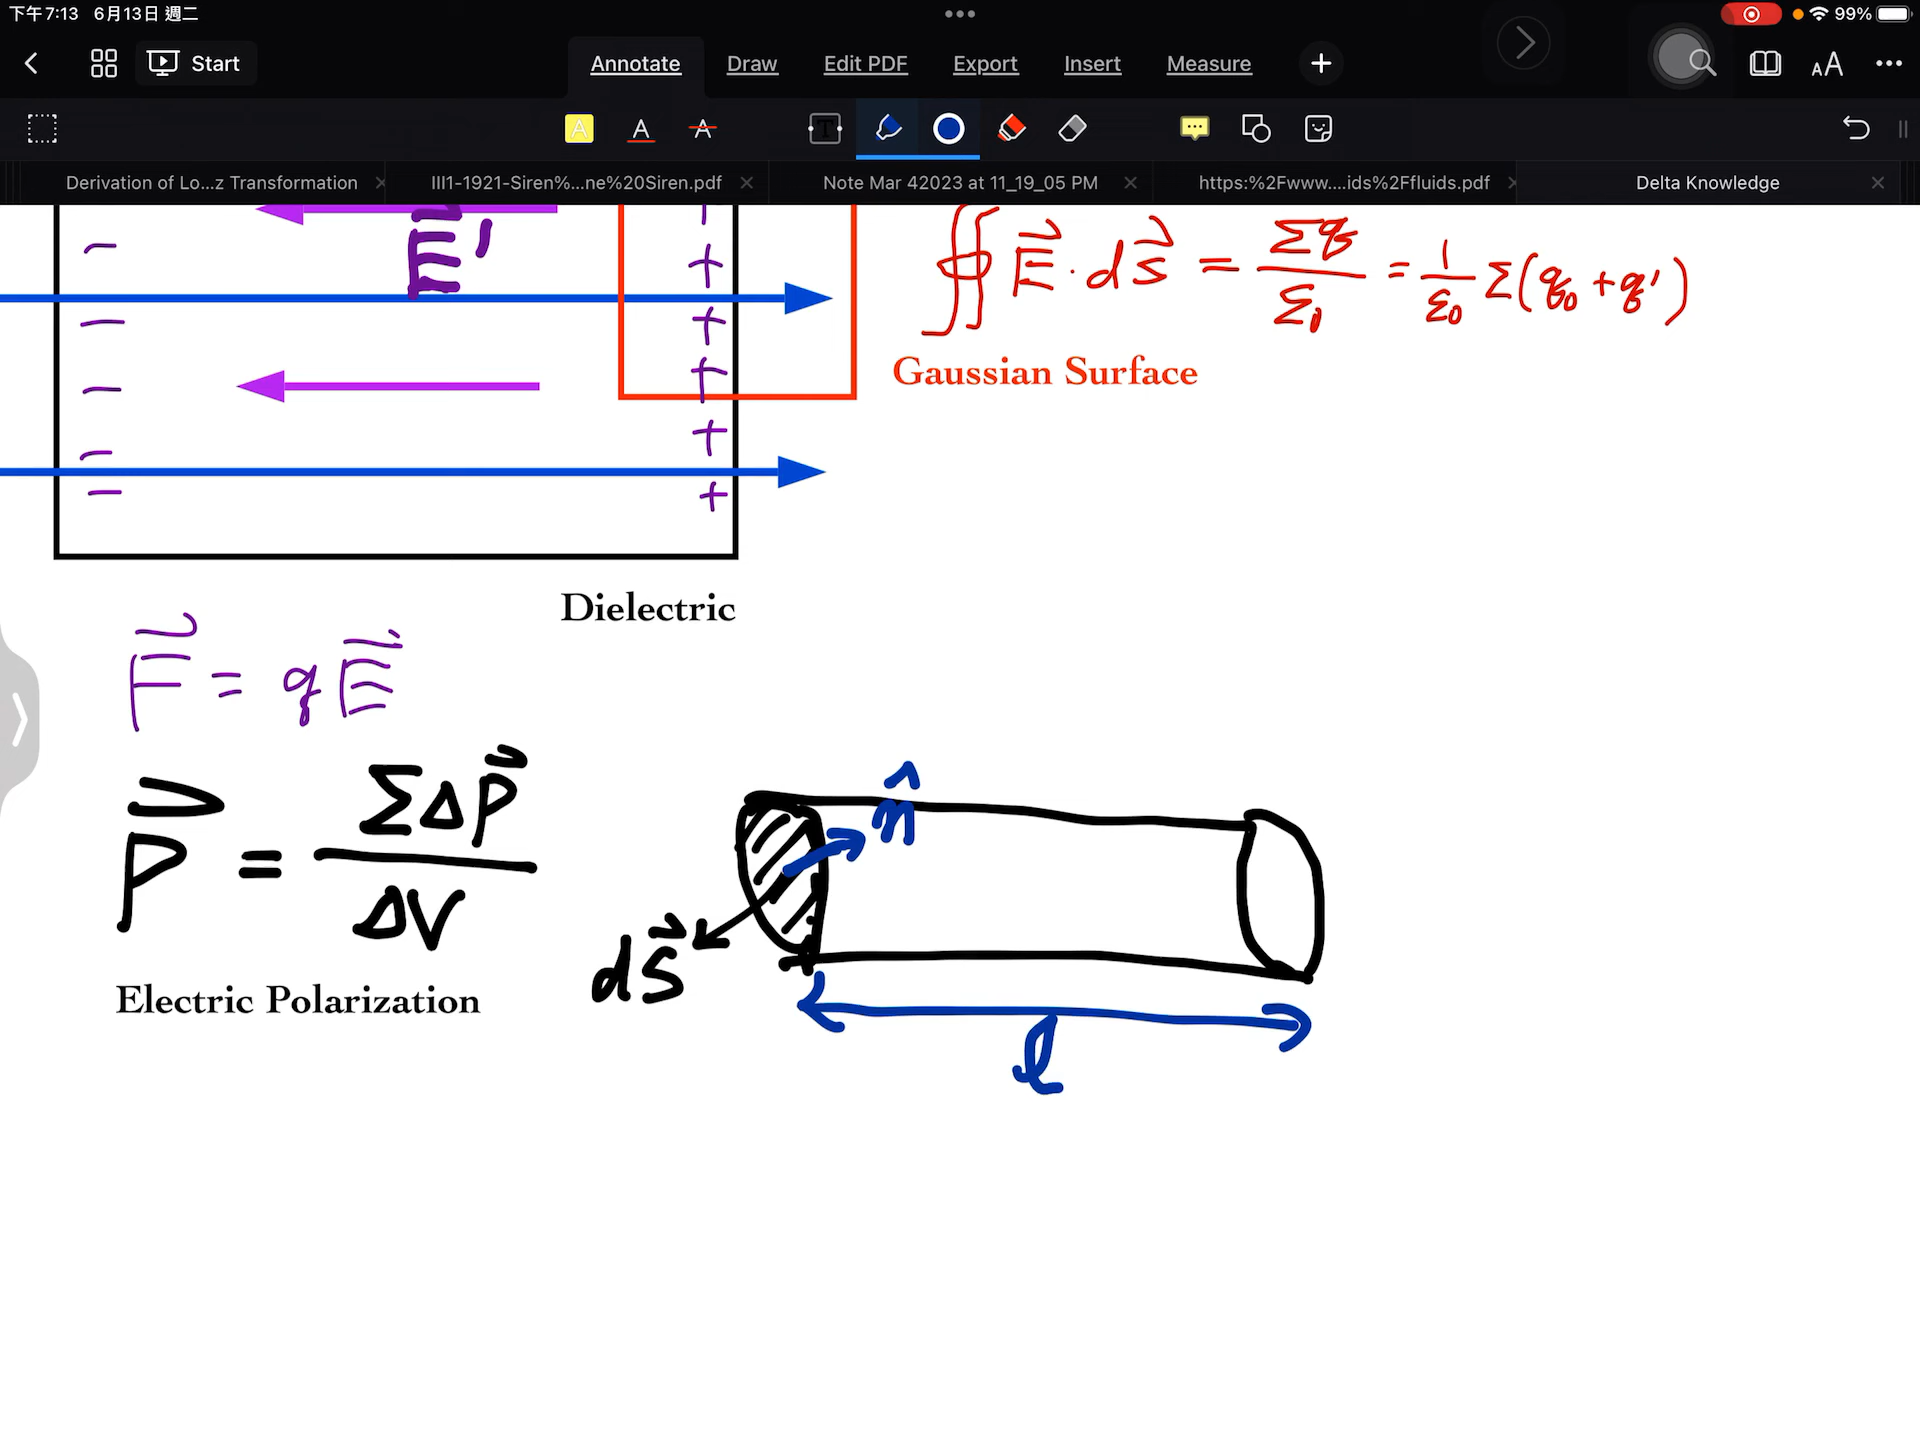 下午7:13 6月13日 週二
99%
Start
Annotate Draw Edit PDF Export Insert Measure
AA
A A A T
Derivation of Lo...z Transformation
III1-1921-Siren%...ne%20Siren.pdf
Note Mar 42023 at 11_19_05 PM
https:%2Fwww....ids%2Ffluids.pdf
Delta Knowledge
E⃗'
− − − − −
+ + + + + +
∯ E⃗ · dS⃗ = Σq/ε₀ = 1/ε₀ Σ(q₀ + q')
Gaussian Surface
Dielectric
F⃗ = qE⃗
P⃗ = ΣΔp⃗ / ΔV
Electric Polarization
n̂
dS⃗
ℓ